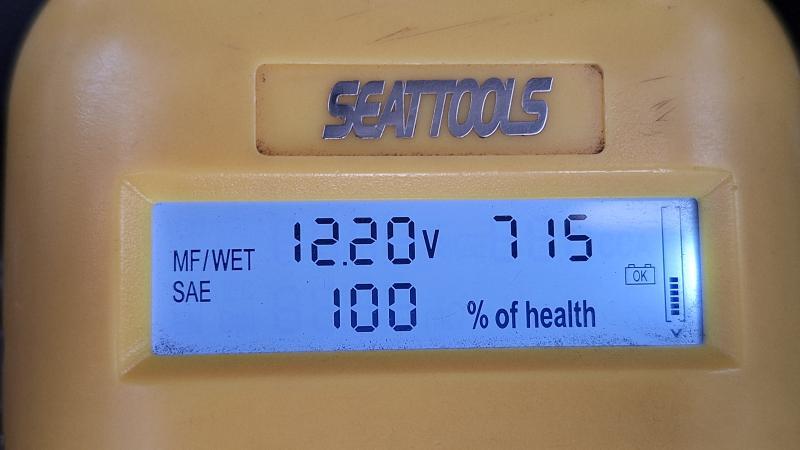 SEATTOOLS
MF/WET 12.20V 715
OK
SAE 100 % of health